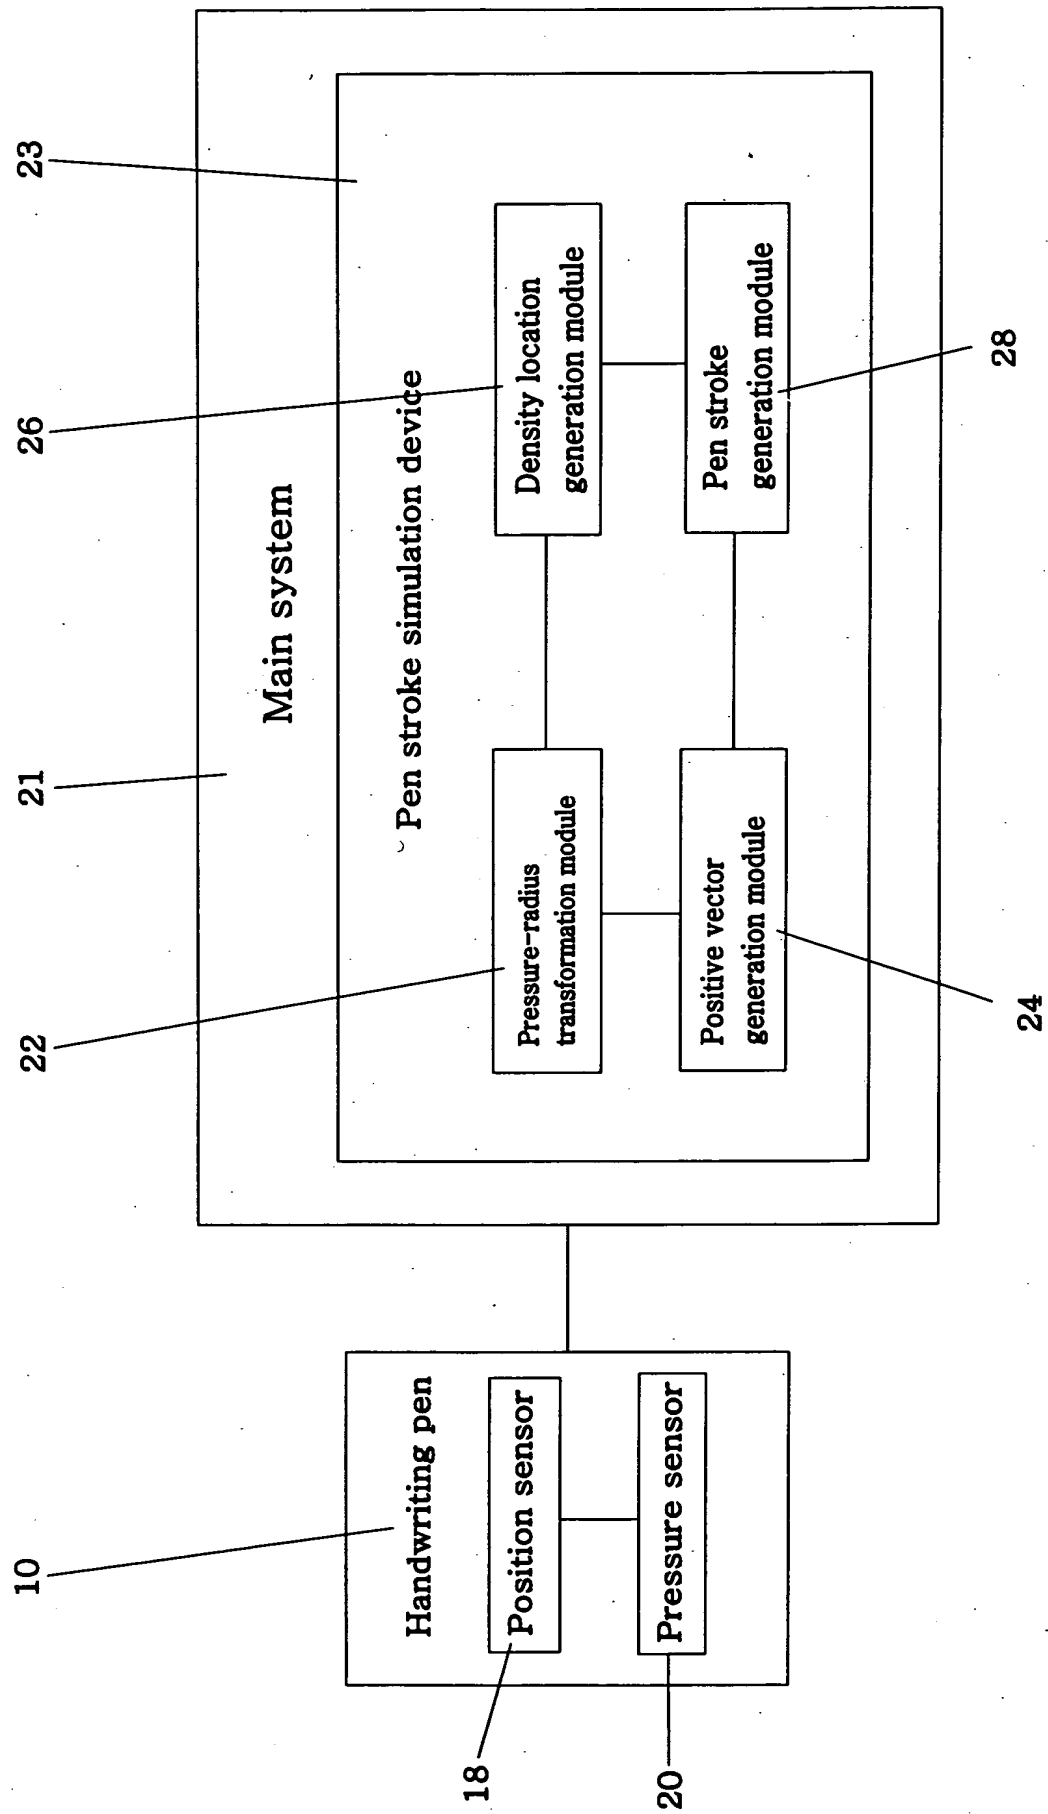 10
Handwriting pen
18
Position sensor
20
Pressure sensor
21
Main system
23
Pen stroke simulation device
22
Pressure-radius
transformation module
26
Density location
generation module
24
Positive vector
generation module
28
Pen stroke
generation module